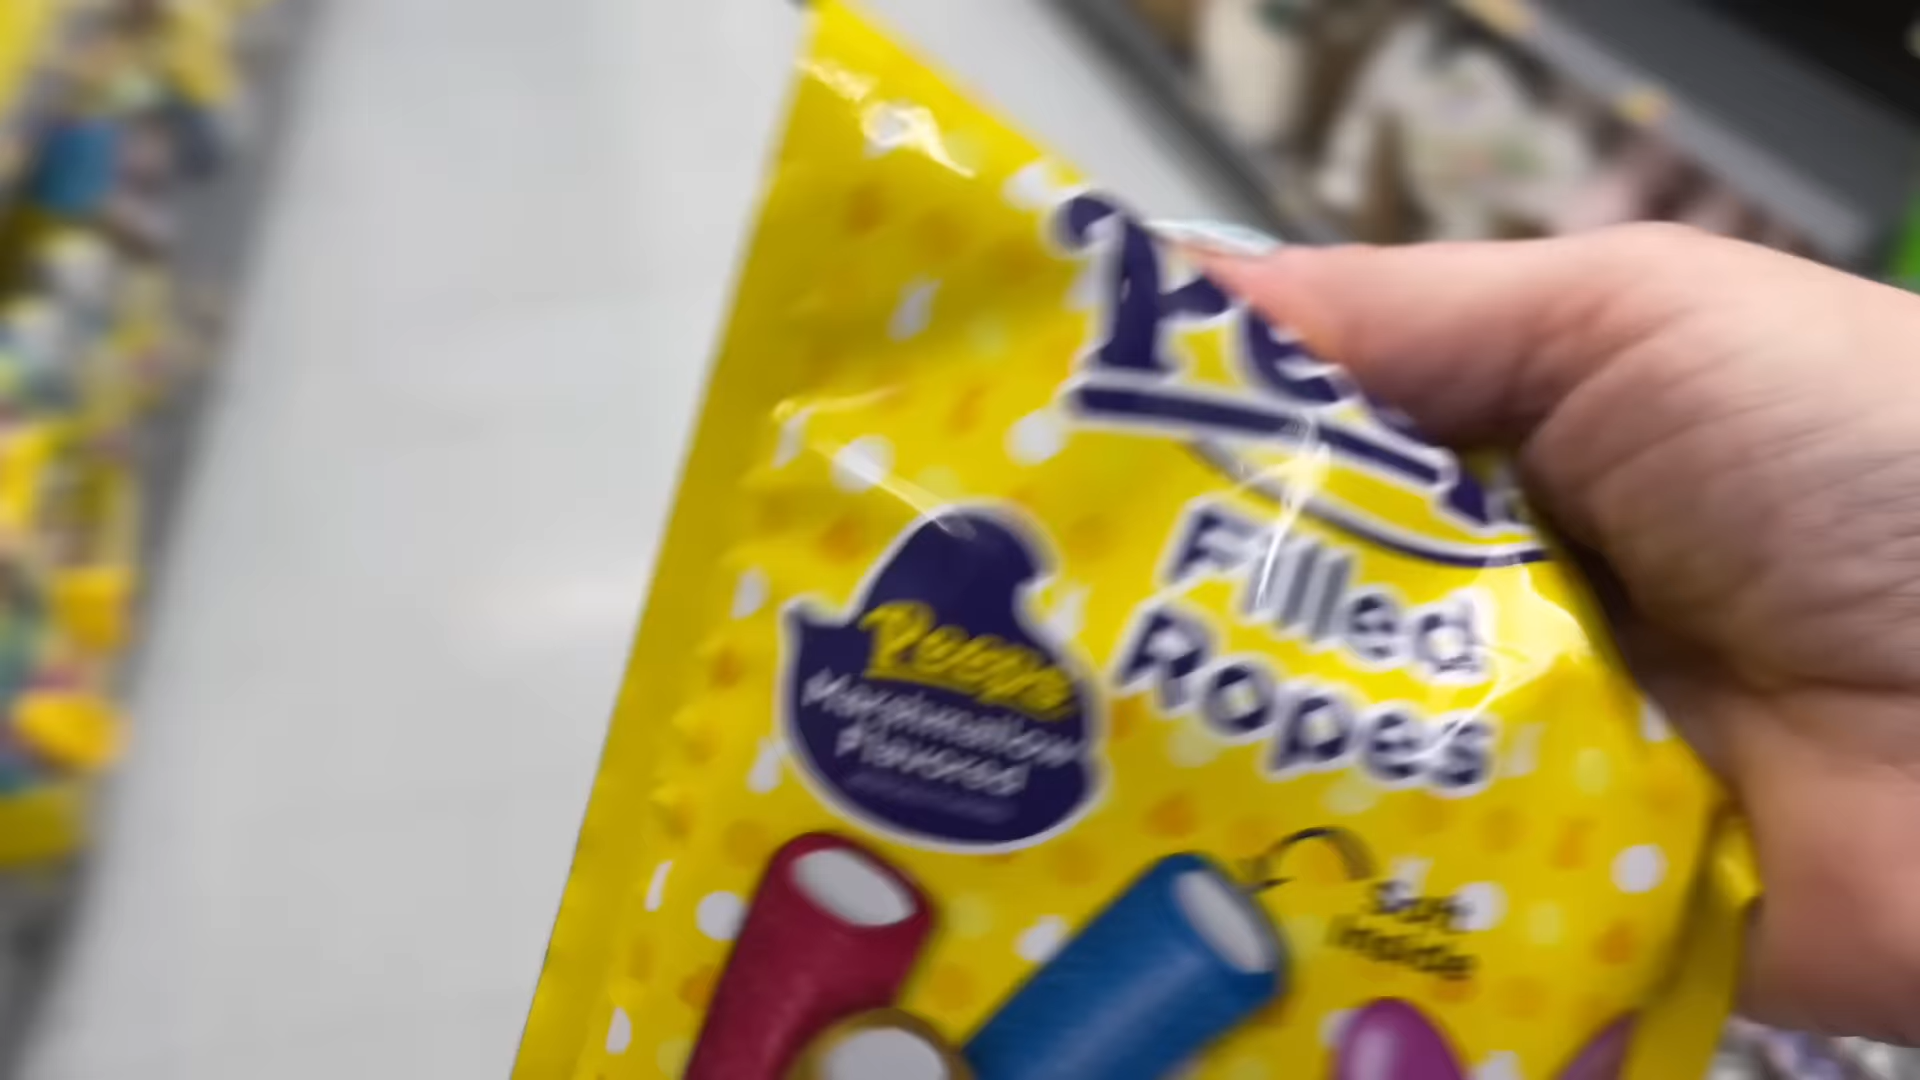 Filled
Ropes
Peeps
Marshmallow
Flavored
Soft
Inside